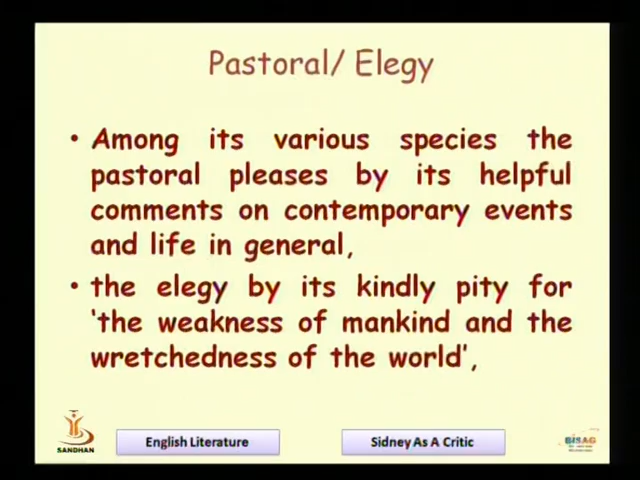 Pastoral/ Elegy
• Among its various species the
pastoral pleases by its helpful
comments on contemporary events
and life in general,
• the elegy by its kindly pity for
‘the weakness of mankind and the
wretchedness of the world’,
SANDHAN
English Literature
Sidney As A Critic
BISAG